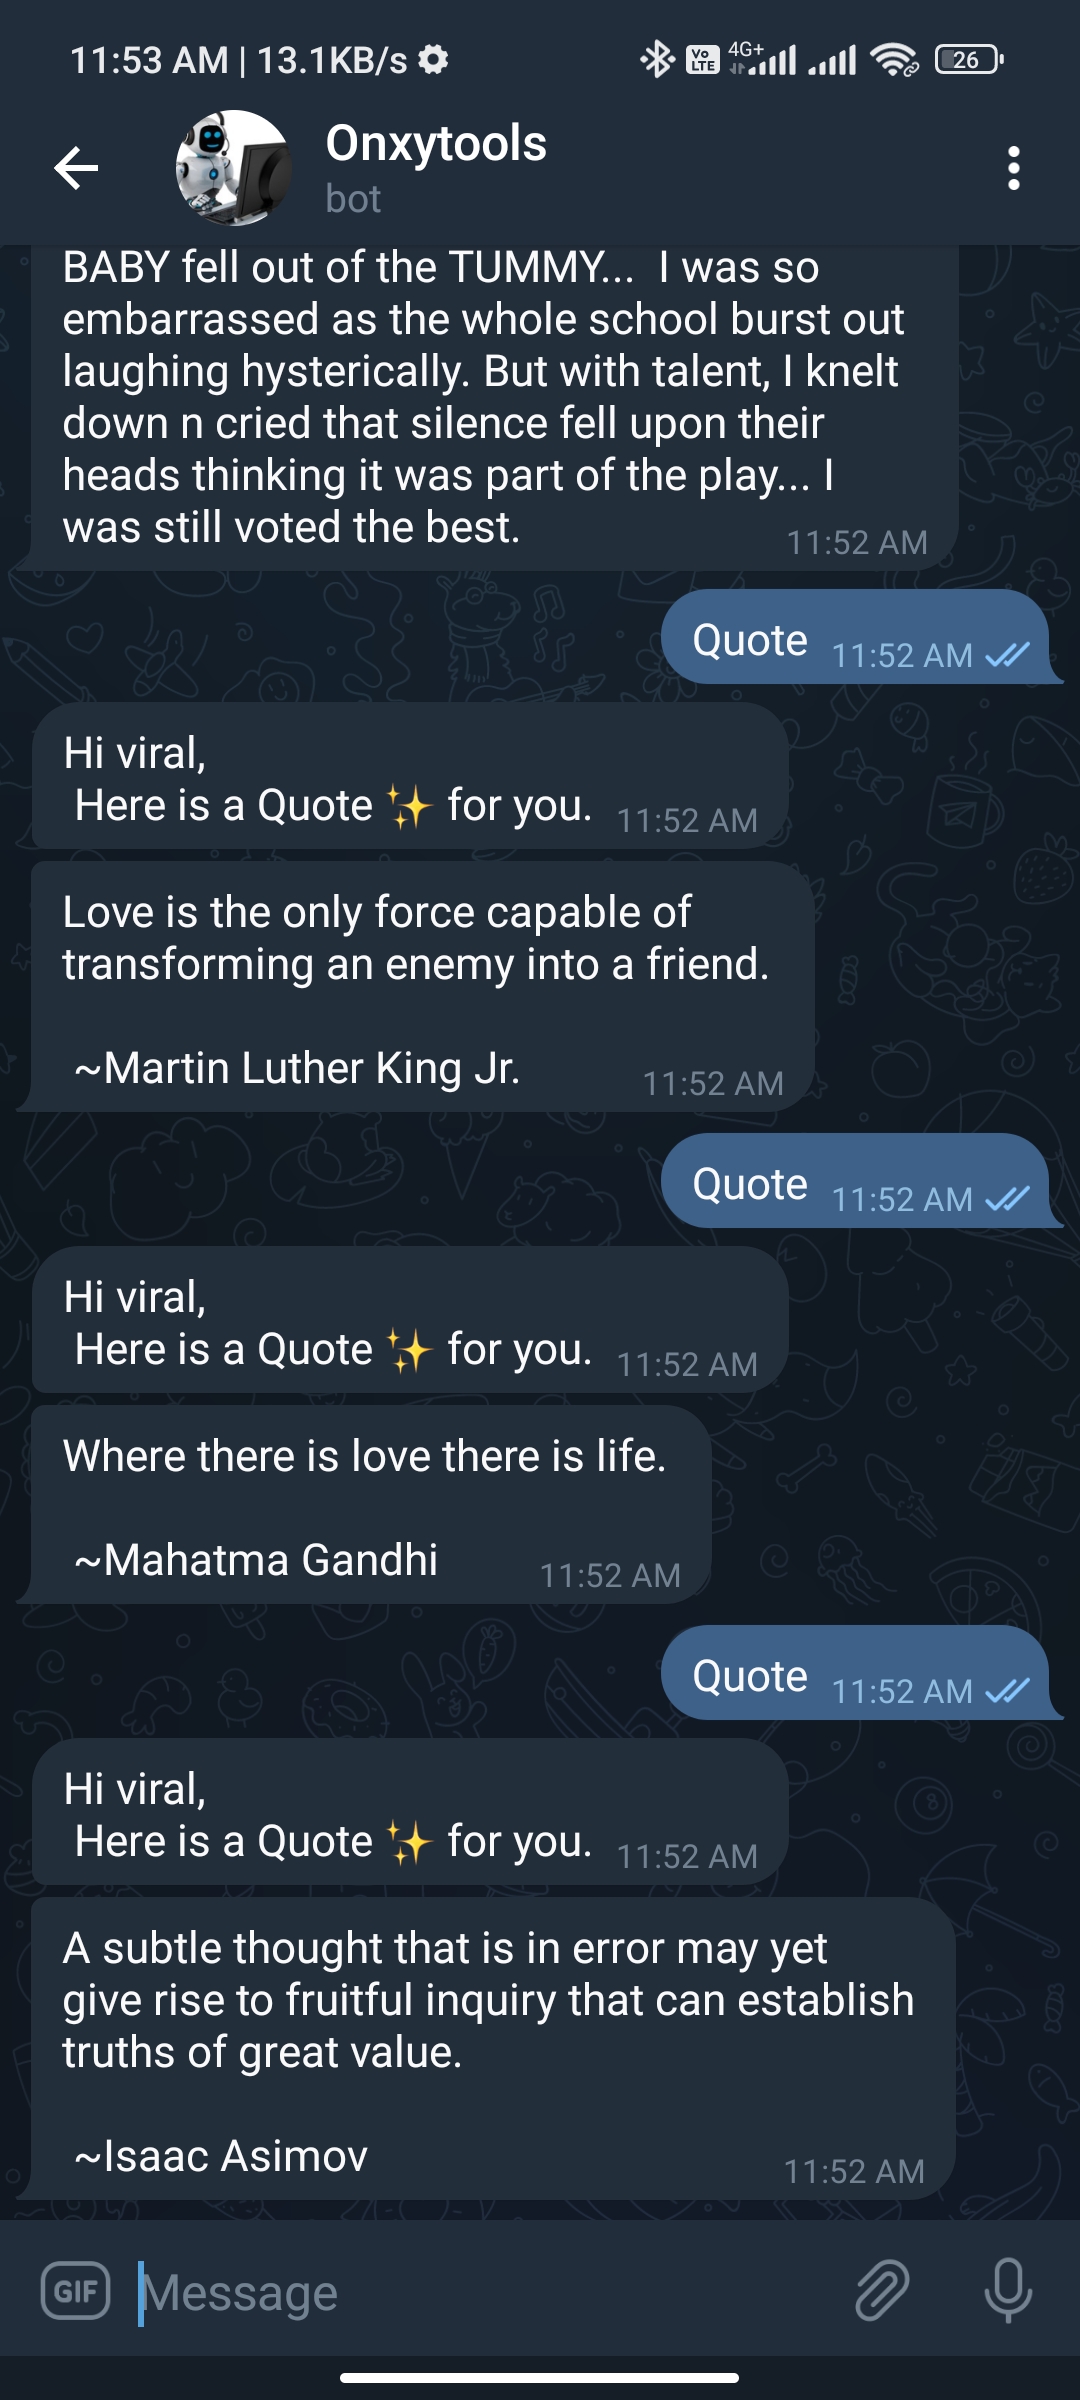 11:53 AM | 13.1KB/s
Vo LTE 4G+ 26
Onxytools
bot
BABY fell out of the TUMMY... I was so
embarrassed as the whole school burst out
laughing hysterically. But with talent, I knelt
down n cried that silence fell upon their
heads thinking it was part of the play... I
was still voted the best. 11:52 AM
Quote 11:52 AM
Hi viral,
Here is a Quote ✨ for you. 11:52 AM
Love is the only force capable of
transforming an enemy into a friend.
~Martin Luther King Jr. 11:52 AM
Quote 11:52 AM
Hi viral,
Here is a Quote ✨ for you. 11:52 AM
Where there is love there is life.
~Mahatma Gandhi 11:52 AM
Quote 11:52 AM
Hi viral,
Here is a Quote ✨ for you. 11:52 AM
A subtle thought that is in error may yet
give rise to fruitful inquiry that can establish
truths of great value.
~Isaac Asimov 11:52 AM
GIF Message